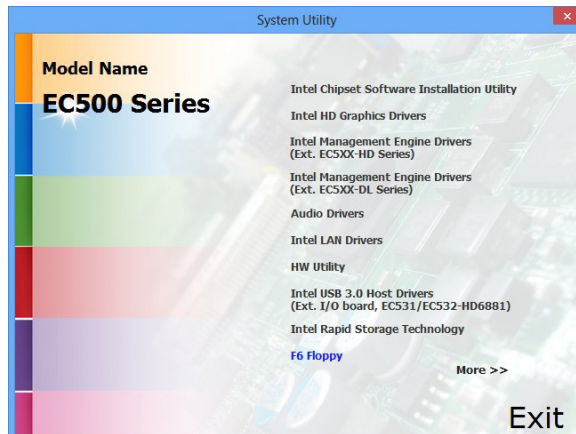 System Utility
Model Name
EC500 Series
Intel Chipset Software Installation Utility
Intel HD Graphics Drivers
Intel Management Engine Drivers
(Ext. EC5XX-HD Series)
Intel Management Engine Drivers
(Ext. EC5XX-DL Series)
Audio Drivers
Intel LAN Drivers
HW Utility
Intel USB 3.0 Host Drivers
(Ext. I/O board, EC531/EC532-HD6881)
Intel Rapid Storage Technology
F6 Floppy
More >>
Exit